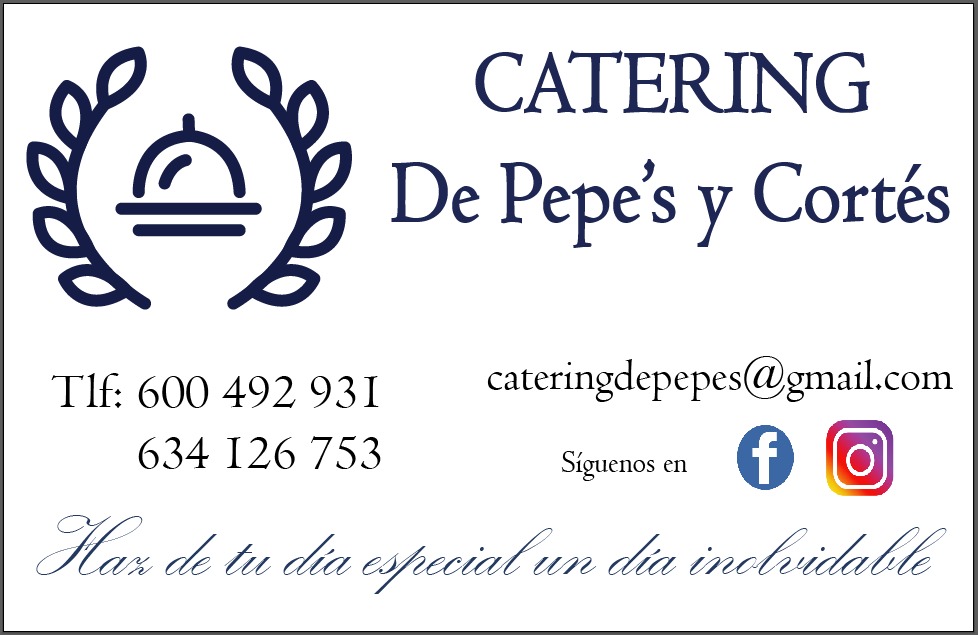 CATERING
De Pepe's y Cortés
Tlf: 600 492 931
634 126 753
cateringdepepes@gmail.com
Síguenos en
Haz de tu día especial un día inolvidable